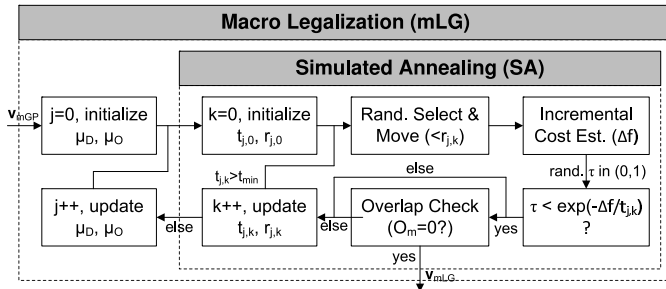 Macro Legalization (mLG)
Simulated Annealing (SA)
v_mGP
j=0, initialize
μ_D, μ_O
k=0, initialize
t_j,0, r_j,0
Rand. Select &
Move (<r_j,k)
Incremental
Cost Est. (Δf)
t_j,k>t_min
else
rand. τ in (0,1)
j++, update
μ_D, μ_O
else
k++, update
t_j,k, r_j,k
else
Overlap Check
(O_m=0?)
yes
τ < exp(-Δf/t_j,k)
?
yes
v_mLG